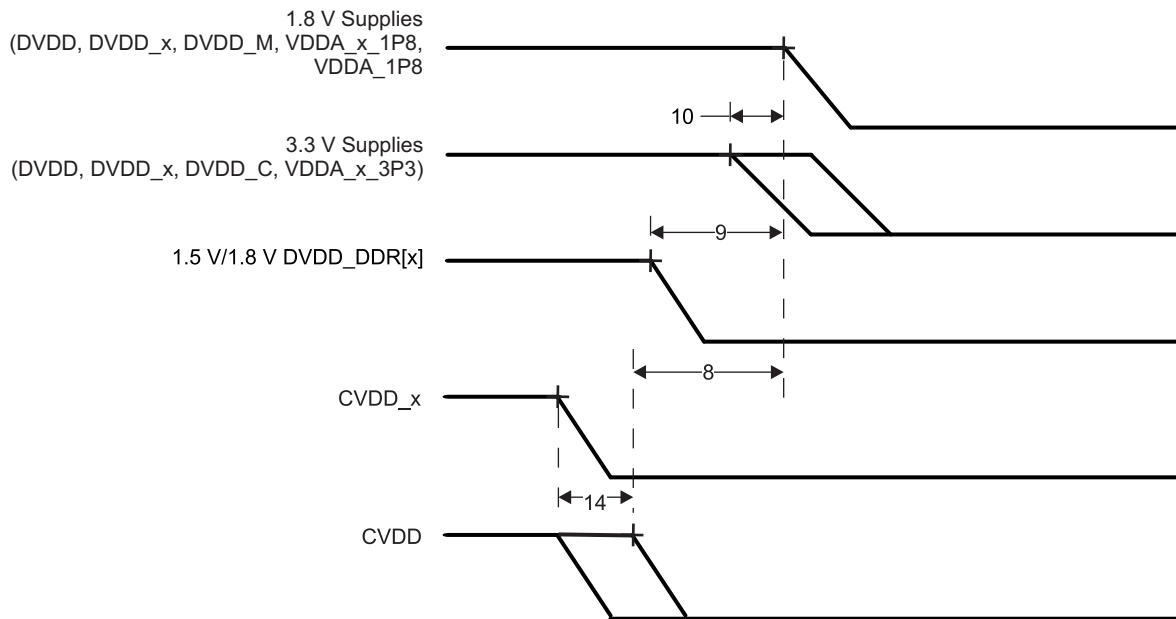 1.8 V Supplies
(DVDD, DVDD_x, DVDD_M, VDDA_x_1P8,
VDDA_1P8
10
3.3 V Supplies
(DVDD, DVDD_x, DVDD_C, VDDA_x_3P3)
9
1.5 V/1.8 V DVDD_DDR[x]
8
CVDD_x
14
CVDD